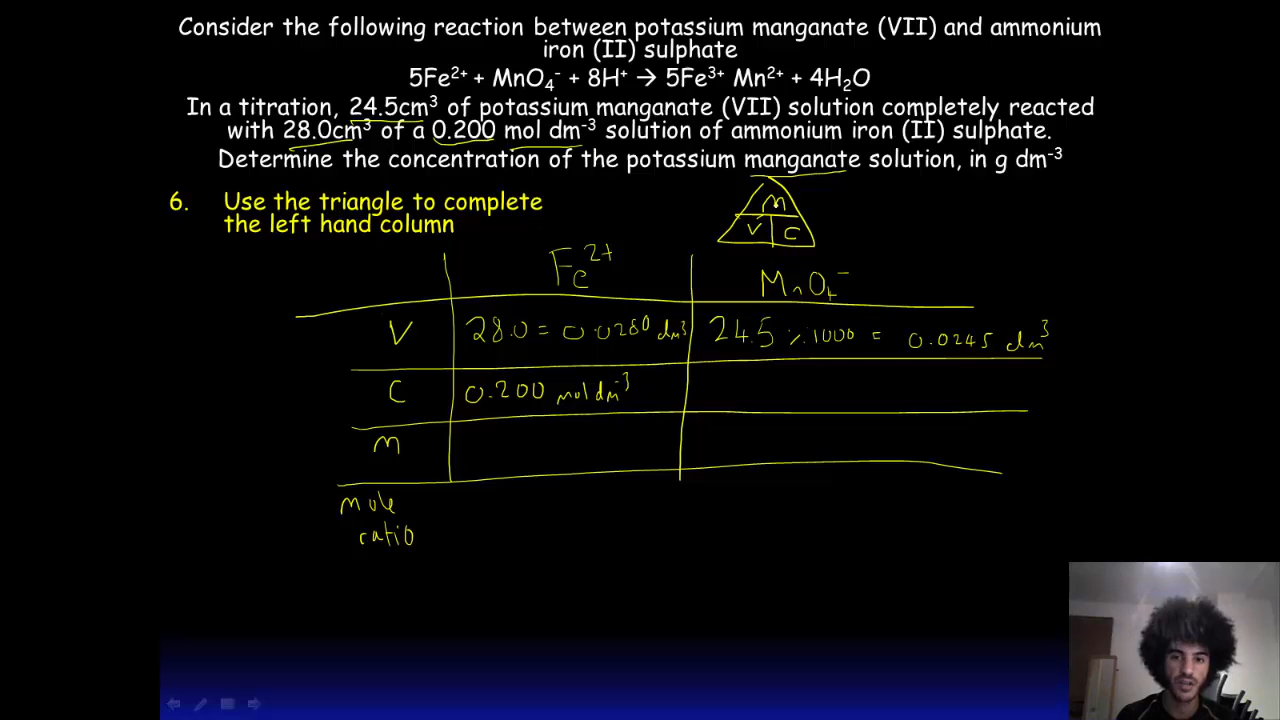 Consider the following reaction between potassium manganate (VII) and ammonium
iron (II) sulphate
5Fe²⁺ + MnO₄⁻ + 8H⁺ → 5Fe³⁺ Mn²⁺ + 4H₂O
In a titration, 24.5cm³ of potassium manganate (VII) solution completely reacted
with 28.0cm³ of a 0.200 mol dm⁻³ solution of ammonium iron (II) sulphate.
Determine the concentration of the potassium manganate solution, in g dm⁻³
6. Use the triangle to complete
the left hand column
M
V C
Fe²⁺ MnO₄⁻
V 28.0 = 0.0280 dm³ 24.5 ÷ 1000 = 0.0245 dm³
C 0.200 mol dm⁻³
M
mole
ratio